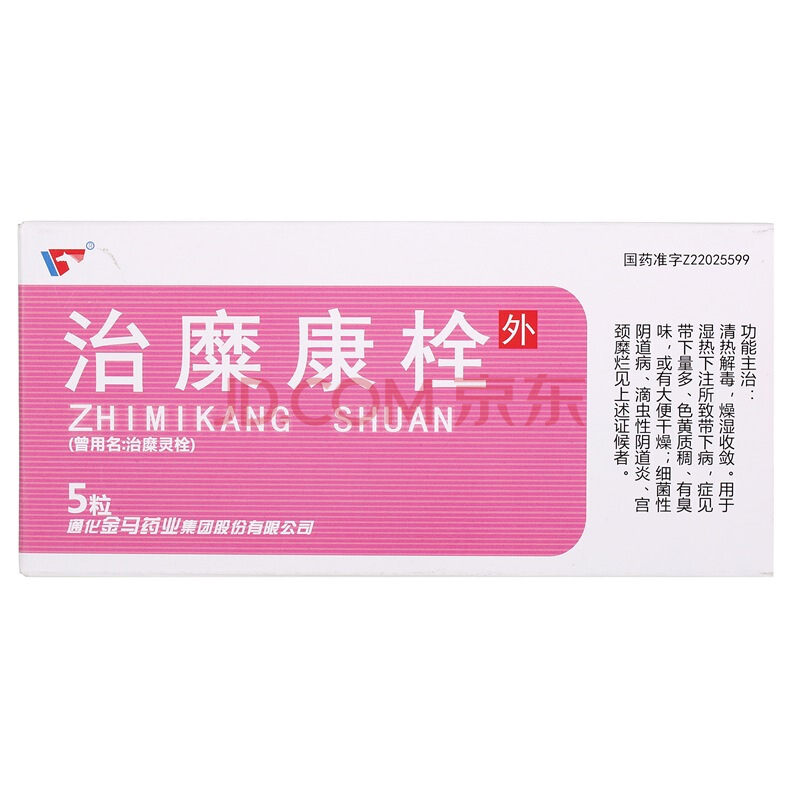 国药准字Z22025599
治糜康栓
外
JD.COM 京东
ZHIMIKANG SHUAN
(曾用名:治糜灵栓)
5粒
通化金马药业集团股份有限公司
功能主治：
清热解毒，燥湿收敛。用于
湿热下注所致带下病，症见
带下量多、色黄质稠、有臭
味，或有大便干燥；细菌性
阴道病、滴虫性阴道炎、宫
颈糜烂见上述证候者。